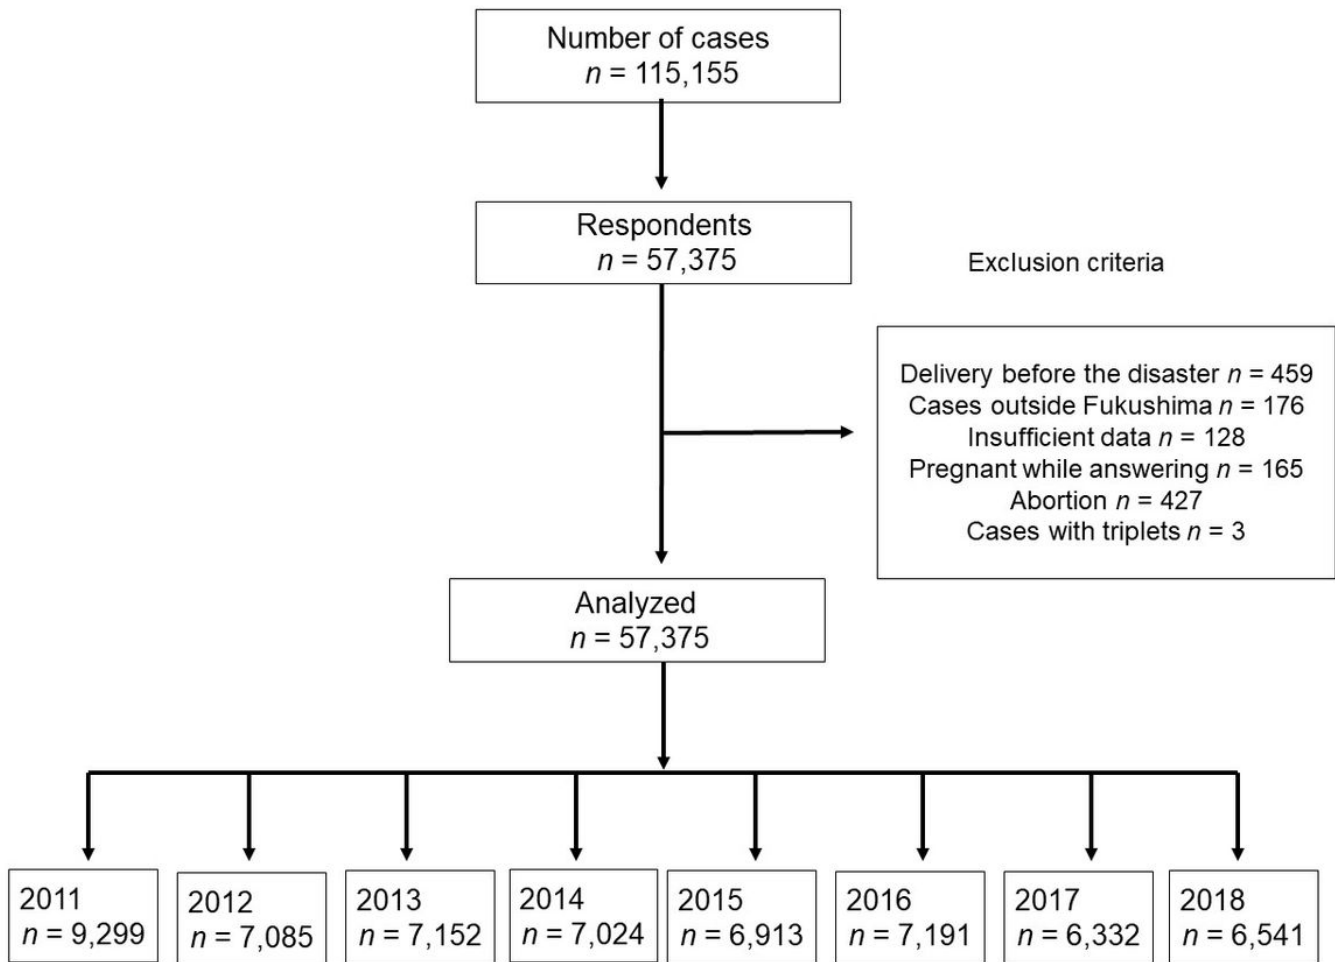 Number of cases
n = 115,155
Respondents
n = 57,375
Exclusion criteria
Delivery before the disaster n = 459
Cases outside Fukushima n = 176
Insufficient data n = 128
Pregnant while answering n = 165
Abortion n = 427
Cases with triplets n = 3
Analyzed
n = 57,375
2011
n = 9,299
2012
n = 7,085
2013
n = 7,152
2014
n = 7,024
2015
n = 6,913
2016
n = 7,191
2017
n = 6,332
2018
n = 6,541